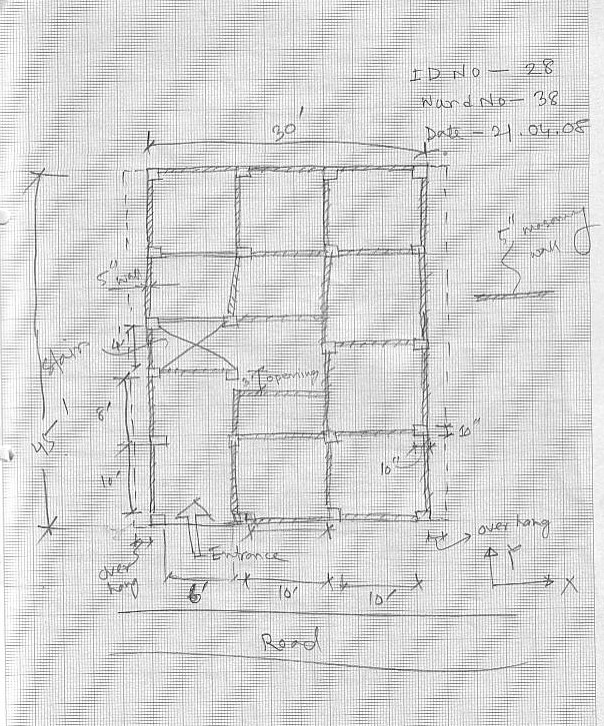 ID NO - 28
Ward No - 38
Date - 21.04.08
30'
5" masonry
wall
5" wall
stair
4'
3' opening
8'
45'
10"
10"
10'
over hang
Entrance
over
hang
6'
10'
10'
Y
X
Road